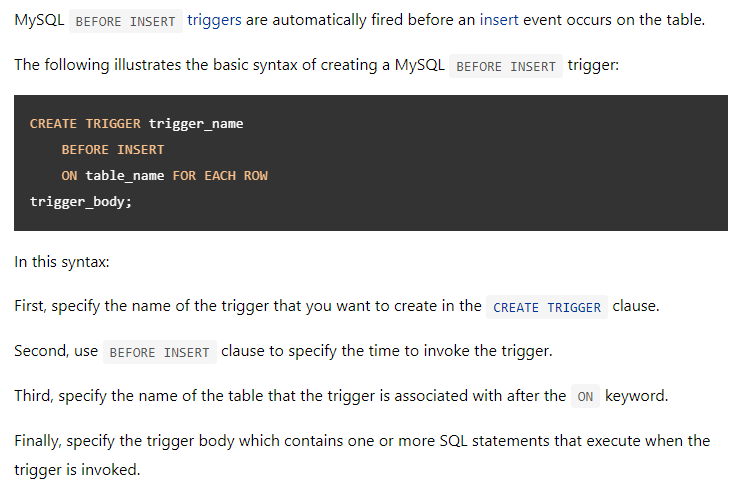 MySQL BEFORE INSERT triggers are automatically fired before an insert event occurs on the table.
The following illustrates the basic syntax of creating a MySQL BEFORE INSERT trigger:
CREATE TRIGGER trigger_name
    BEFORE INSERT
    ON table_name FOR EACH ROW
trigger_body;
In this syntax:
First, specify the name of the trigger that you want to create in the CREATE TRIGGER clause.
Second, use BEFORE INSERT clause to specify the time to invoke the trigger.
Third, specify the name of the table that the trigger is associated with after the ON keyword.
Finally, specify the trigger body which contains one or more SQL statements that execute when the
trigger is invoked.